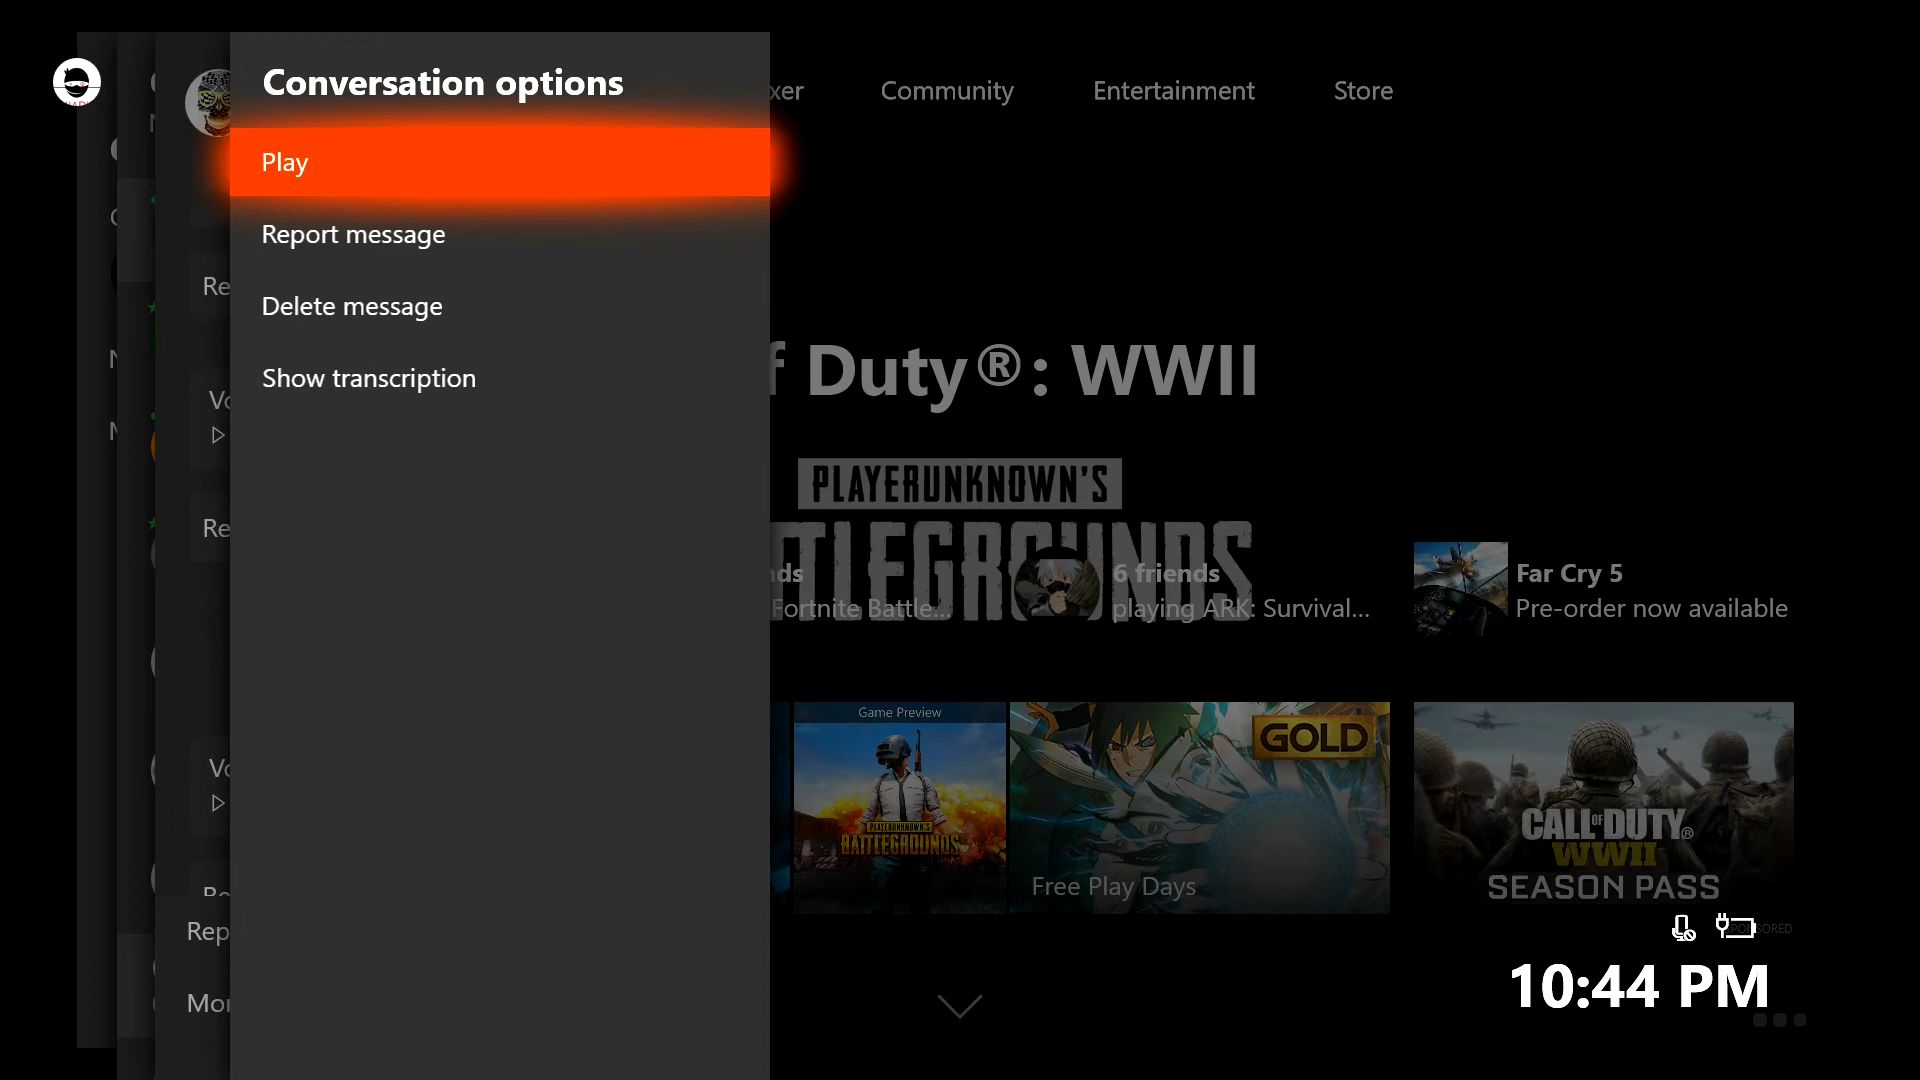 Conversation options
Play
Report message
Delete message
Show transcription
Community
Entertainment
Store
Duty®: WWII
PLAYERUNKNOWN'S
6 friends
Fortnite Battle...
playing ARK: Survival...
Far Cry 5
Pre-order now available
Game Preview
PLAYERUNKNOWN'S
BATTLEGROUNDS
GOLD
Free Play Days
CALL OF DUTY®
WWII
SEASON PASS
10:44 PM